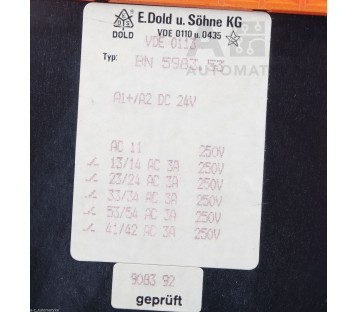 DOLD
E.Dold u. Söhne KG
VDE 0110 u. 0435
VDE 0113
Typ: BN 5983.53
AUTOMAT
A1+/A2 DC 24V
AC 11 250V
13/14 AC 3A 250V
23/24 AC 3A 250V
33/34 AC 3A 250V
53/54 AC 3A 250V
41/42 AC 3A 250V
9083 92
geprüft